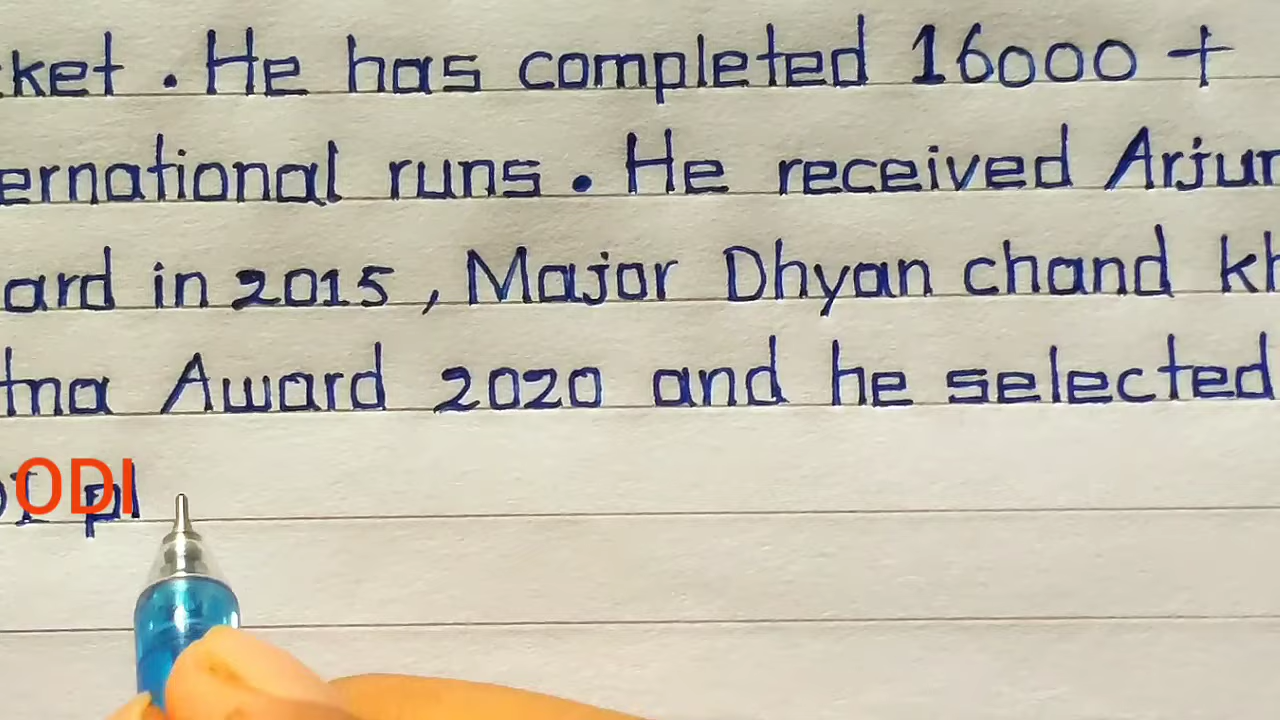 ket . He has completed 16000 +
ernational runs . He received Arjun
ard in 2015 , Major Dhyan chand kh
tna Award 2020 and he selected
ODI pl